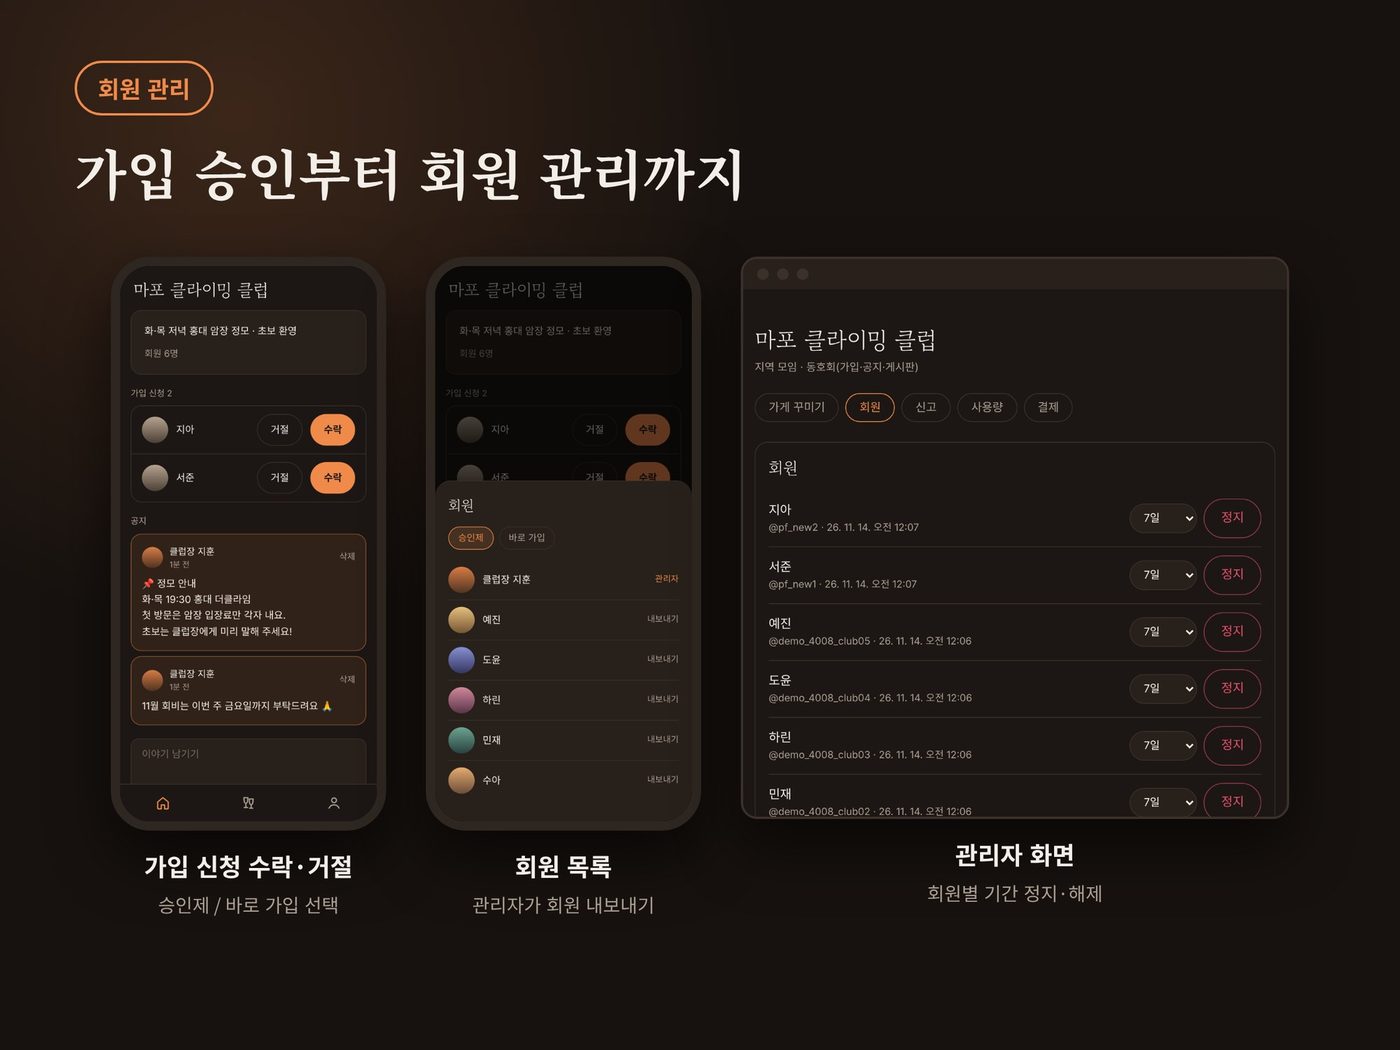 회원 관리
가입 승인부터 회원 관리까지
마포 클라이밍 클럽
화·목 저녁 홍대 암장 정모 · 초보 환영
회원 6명
가입 신청 2
지아
거절
수락
서준
거절
수락
공지
클럽장 지훈
1분 전
삭제
📌 정모 안내
화·목 19:30 홍대 더클라임
첫 방문은 암장 입장료만 각자 내요.
초보는 클럽장에게 미리 말해 주세요!
클럽장 지훈
1분 전
삭제
11월 회비는 이번 주 금요일까지 부탁드려요 🙏
이야기 남기기
가입 신청 수락·거절
승인제 / 바로 가입 선택
마포 클라이밍 클럽
화·목 저녁 홍대 암장 정모 · 초보 환영
회원 6명
가입 신청 2
지아
거절
수락
서준
거절
수락
회원
승인제
바로 가입
클럽장 지훈
관리자
예진
내보내기
도윤
내보내기
하린
내보내기
민재
내보내기
수아
내보내기
회원 목록
관리자가 회원 내보내기
마포 클라이밍 클럽
지역 모임 · 동호회(가입·공지·게시판)
가게 꾸미기
회원
신고
사용량
결제
회원
지아
@pf_new2 · 26. 11. 14. 오전 12:07
7일
정지
서준
@pf_new1 · 26. 11. 14. 오전 12:07
7일
정지
예진
@demo_4008_club05 · 26. 11. 14. 오전 12:06
7일
정지
도윤
@demo_4008_club04 · 26. 11. 14. 오전 12:06
7일
정지
하린
@demo_4008_club03 · 26. 11. 14. 오전 12:06
7일
정지
민재
@demo_4008_club02 · 26. 11. 14. 오전 12:06
7일
정지
관리자 화면
회원별 기간 정지·해제